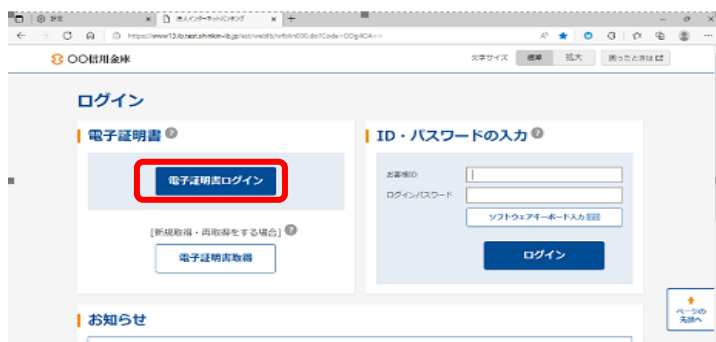 法人インターネットバンキング
〇〇信用金庫
文字サイズ 標準 拡大 困ったときは
ログイン
電子証明書
電子証明書ログイン
[新規取得・再取得をする場合]
電子証明書取得
ID・パスワードの入力
お客様ID
ログインパスワード
ソフトウェアキーボード入力
ログイン
ページの
先頭へ
お知らせ